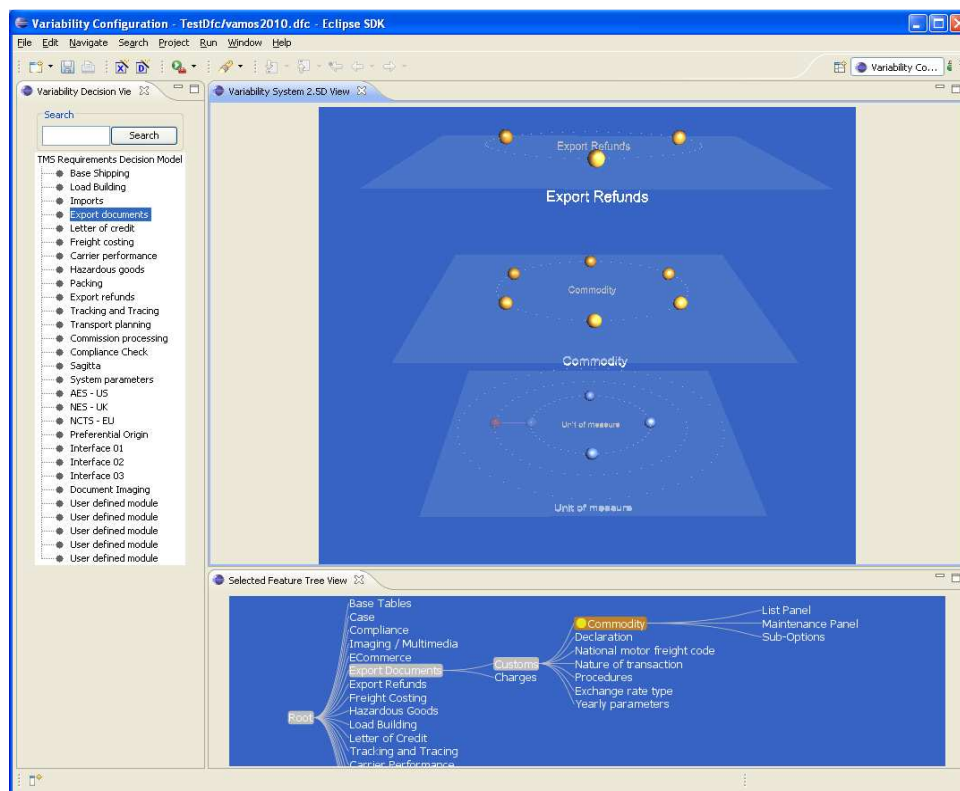 Variability Configuration - TestDfc/vamos2010.dfc - Eclipse SDK
File Edit Navigate Search Project Run Window Help
Variability Co...
Variability Decision Vie
Search
Search
TMS Requirements Decision Model
Base Shipping
Load Building
Imports
Export documents
Letter of credit
Freight costing
Carrier performance
Hazardous goods
Packing
Export refunds
Tracking and Tracing
Transport planning
Commission processing
Compliance Check
Sagitta
System parameters
AES - US
NES - UK
NCTS - EU
Preferential Origin
Interface 01
Interface 02
Interface 03
Document Imaging
User defined module
User defined module
User defined module
User defined module
User defined module
Variability System 2.5D View
Export Refunds
Export Refunds
Commodity
Commodity
Unit of measure
Unit of measure
Selected Feature Tree View
Root
Base Tables
Case
Compliance
Imaging / Multimedia
ECommerce
Export Documents
Export Refunds
Freight Costing
Hazardous Goods
Load Building
Letter of Credit
Tracking and Tracing
Carrier Performance
Customs
Charges
Commodity
Declaration
National motor freight code
Nature of transaction
Procedures
Exchange rate type
Yearly parameters
List Panel
Maintenance Panel
Sub-Options